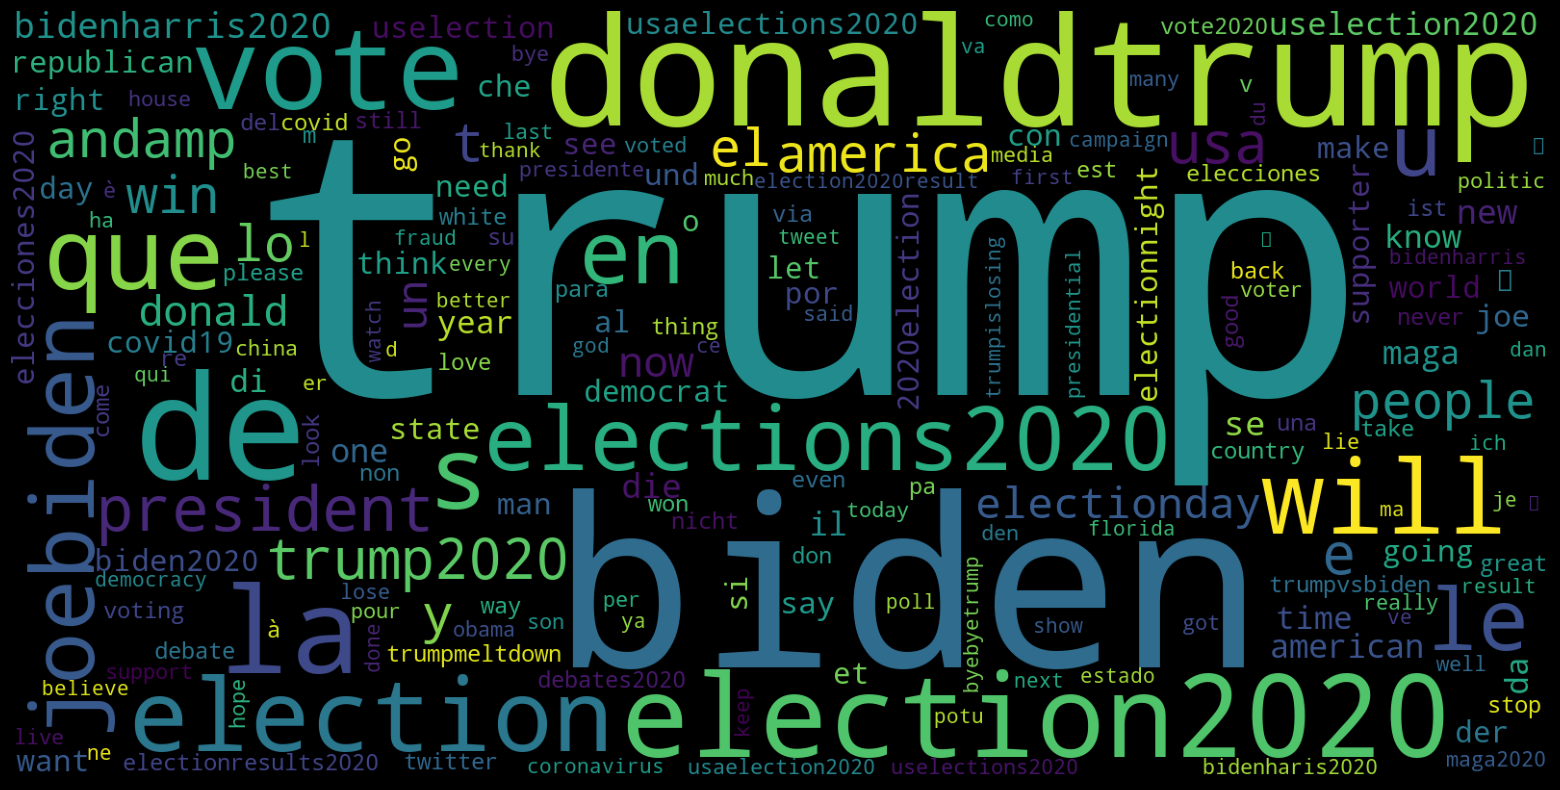 bidenharris2020
uselection
usaelections2020
como
vote2020
uselection2020
vote
donaldtrump
bye
va
republican
che
many
v
right
house
del
covid
still
du
andamp
m
t
last
thank
see
voted
el
america
con
media
campaign
usa
u
make
go
est
elecciones
politic
elecciones2020
day
è
best
win
need
presidente
und
much
election2020result
first
supporter
ist
new
trump
ha
white
su
o
via
que
lo
l
fraud
en
tweet
know
please
think
every
let
2020election
electionnight
back
bidenharris
un
better
para
por
trumpislosing
presidential
voter
world
donald
year
al
thing
said
good
never
joe
covid19
re
china
watch
d
god
now
ce
maga
dan
qui
di
er
love
joebiden
de
come
democrat
people
look
state
elections2020
se
una
take
one
s
country
lie
ich
non
die
even
pa
will
president
man
won
nicht
il
today
electionday
ma
je
den
florida
biden2020
trump2020
don
biden
e
going
great
democracy
lose
si
say
per
poll
byebyetrump
trumpvsbiden
result
voting
la
pour
y
way
son
ya
show
got
time
really
ve
le
à
done
obama
american
debate
trumpmeltdown
support
well
believe
hope
election
debates2020
et
election2020
next
estado
da
stop
keep
potu
live
want
ne
electionresults2020
twitter
coronavirus
usaelection2020
uselections2020
bidenharis2020
der
maga2020